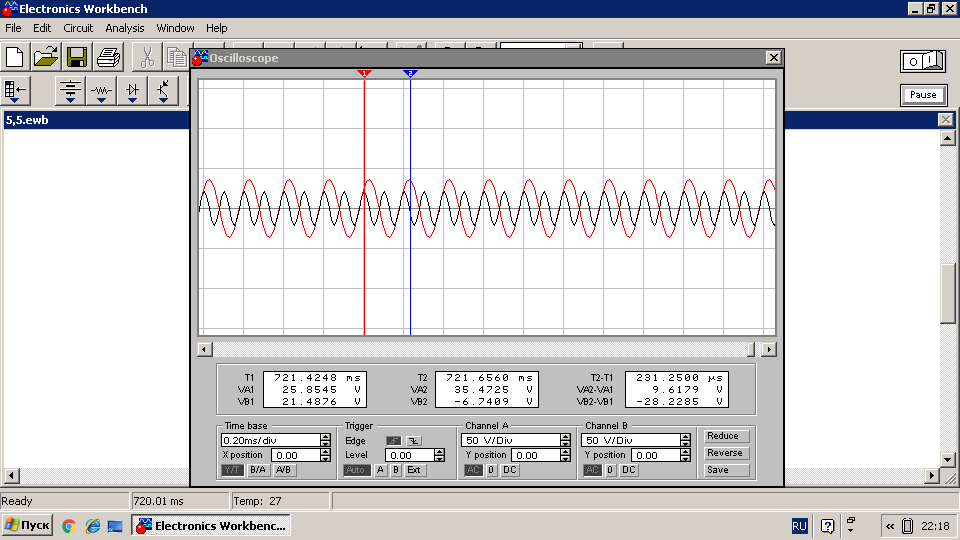 Electronics Workbench
File Edit Circuit Analysis Window Help
Oscilloscope
O I
Pause
5,5.ewb
1 2
T1 721.4248 ms T2 721.6560 ms T2-T1 231.2500 µs
VA1 25.8545 V VA2 35.4725 V VA2-VA1 9.6179 V
VB1 21.4876 V VB2 -6.7409 V VB2-VB1 -28.2285 V
Time base Trigger Channel A Channel B
0.20ms/div Edge 50 V/Div 50 V/Div Reduce
X position 0.00 Level 0.00 Y position 0.00 Y position 0.00 Reverse
Y/T B/A A/B Auto A B Ext AC 0 DC AC 0 DC Save
Ready 720.01 ms Temp: 27
Пуск Electronics Workbenc... RU « 22:18